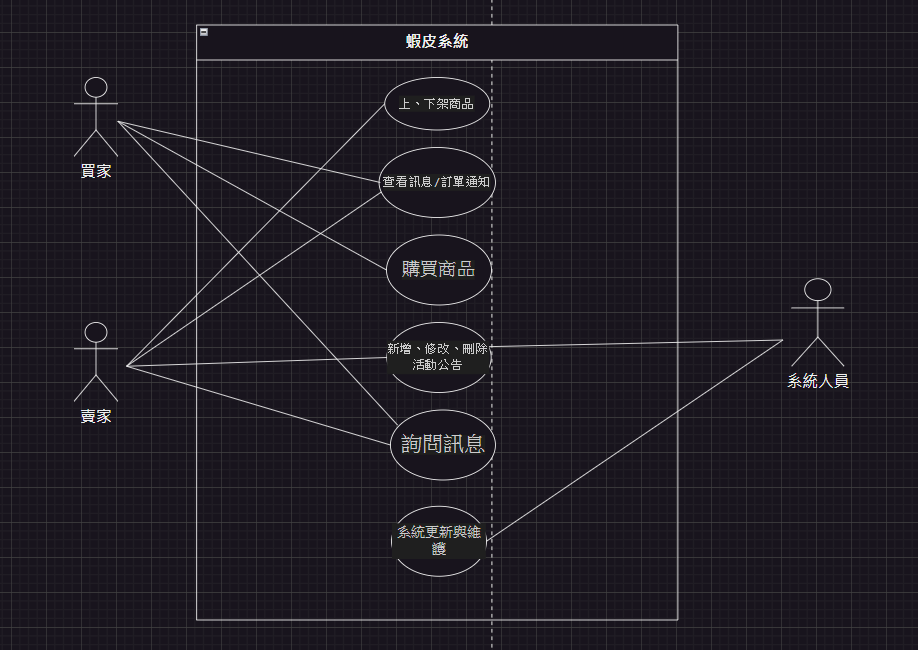 蝦皮系統
上、下架商品
買家
查看訊息/訂單通知
購買商品
新增、修改、刪除
活動公告
系統人員
賣家
詢問訊息
系統更新與維
護